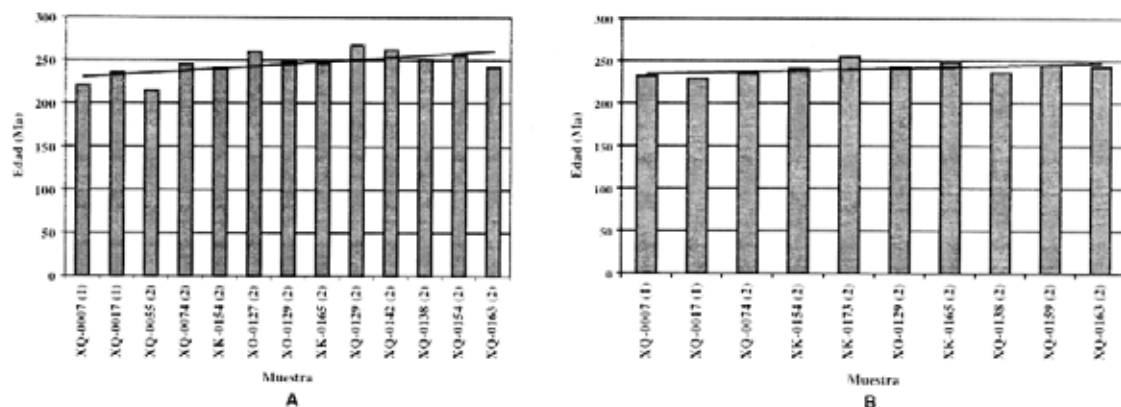 300
250
200
150
100
50
0
Edad (Ma)
XQ-0007 (1)
XQ-0017 (1)
XQ-0055 (2)
XQ-0074 (2)
XK-0154 (2)
XO-0127 (2)
XO-0129 (2)
XK-0165 (2)
XQ-0129 (2)
XQ-0142 (2)
XQ-0138 (2)
XQ-0154 (2)
XQ-0163 (2)
Muestra
A
300
250
200
150
100
50
0
Edad (Ma)
XQ-0007 (1)
XQ-0017 (1)
XQ-0074 (2)
XK-0154 (2)
XK-0173 (2)
XO-0129 (2)
XK-0165 (2)
XQ-0138 (2)
XQ-0159 (2)
XQ-0163 (2)
Muestra
B